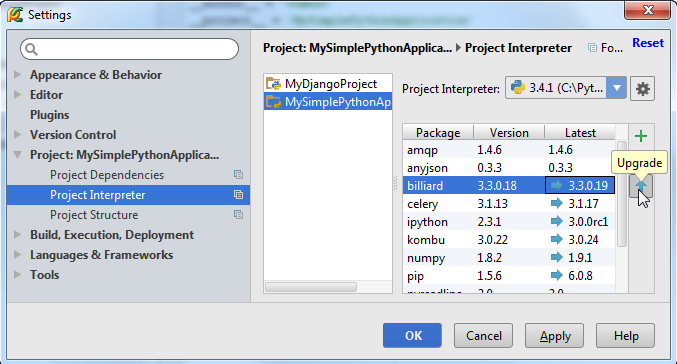 Settings
Project: MySimplePythonApplica... ▸ Project Interpreter Fo... Reset
Appearance & Behavior
Editor
Plugins
Version Control
Project: MySimplePythonApplica...
Project Dependencies
Project Interpreter
Project Structure
Build, Execution, Deployment
Languages & Frameworks
Tools
MyDjangoProject
MySimplePythonAp
Project Interpreter: 3.4.1 (C:\Pyt...
Package Version Latest
amqp 1.4.6 1.4.6
anyjson 0.3.3 0.3.3
billiard 3.3.0.18 3.3.0.19
celery 3.1.13 3.1.17
ipython 2.3.1 3.0.0rc1
kombu 3.0.22 3.0.24
numpy 1.8.2 1.9.1
pip 1.5.6 6.0.8
Upgrade
OK Cancel Apply Help